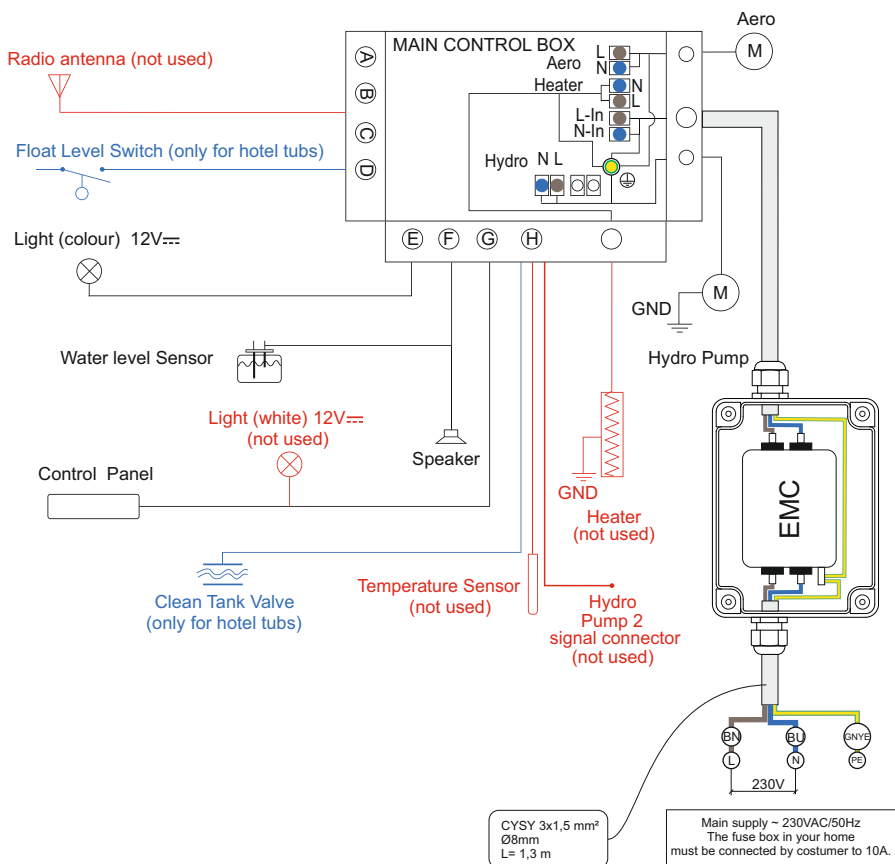 Aero
M
MAIN CONTROL BOX
A
B
C
D
L
Aero
N
Heater
N
L
L-In
N-In
Hydro N L
E
F
G
H
Radio antenna (not used)
Float Level Switch (only for hotel tubs)
Light (colour) 12V
M
GND
Hydro Pump
Water level Sensor
Light (white) 12V
(not used)
Speaker
Control Panel
GND
Heater
(not used)
EMC
Clean Tank Valve
(only for hotel tubs)
Temperature Sensor
(not used)
Hydro
Pump 2
signal connector
(not used)
BN
BU
GNYE
L
N
PE
230V
CYSY 3x1,5 mm²
Ø8mm
L= 1,3 m
Main supply ~ 230VAC/50Hz
The fuse box in your home
must be connected by costumer to 10A.